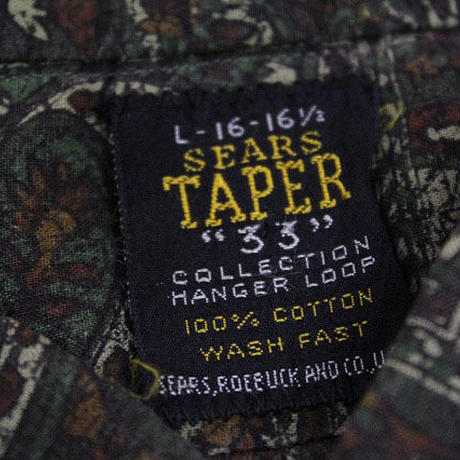 L-16-16½
SEARS
TAPER
"33"
COLLECTION
HANGER LOOP
100% COTTON
WASH FAST
SEARS, ROEBUCK AND CO.,